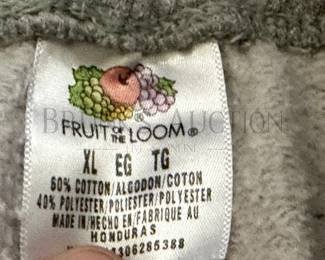 FRUIT OF THE LOOM®
XL EG TG
60% COTTON/ALGODON/COTON
40% POLYESTER/POLIESTER/POLYESTER
MADE IN/HECHO EN/FABRIQUE AU
HONDURAS